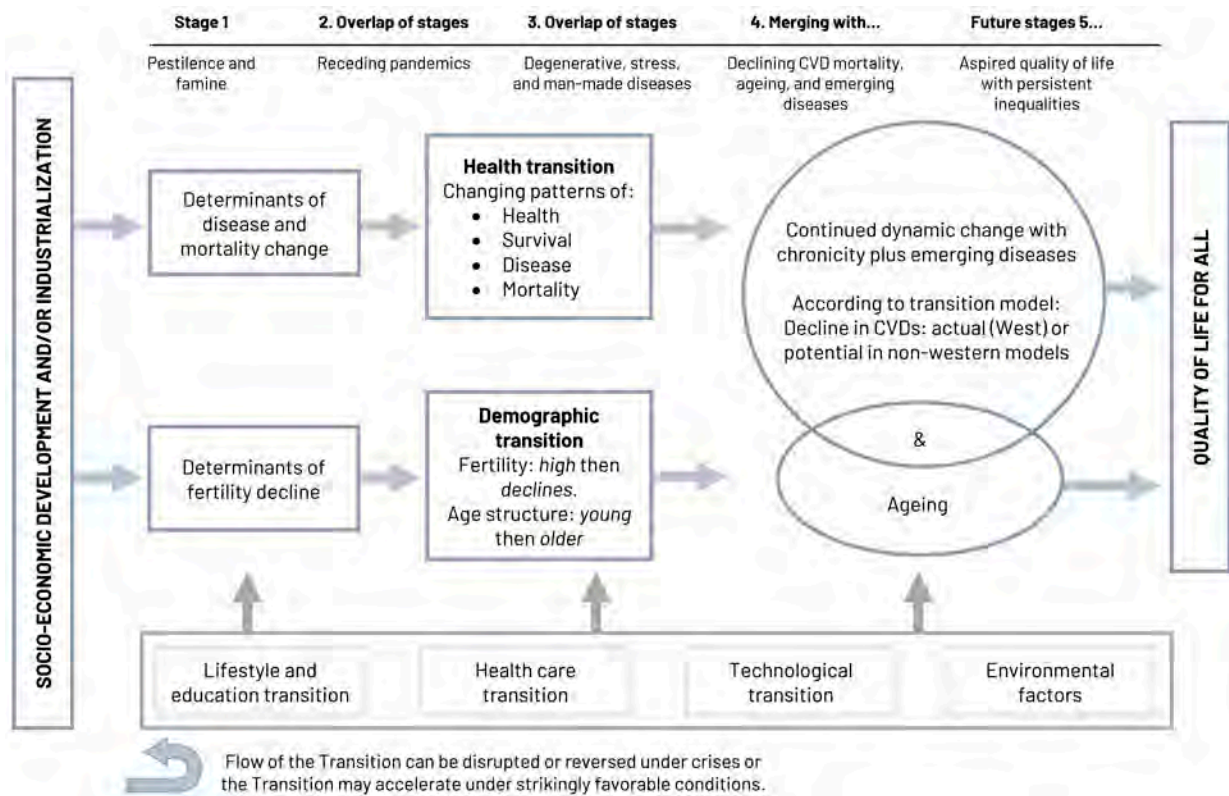 Stage 1
2. Overlap of stages
3. Overlap of stages
4. Merging with...
Future stages 5...
Pestilence and
famine
Receding pandemics
Degenerative, stress,
and man-made diseases
Declining CVD mortality,
ageing, and emerging
diseases
Aspired quality of life
with persistent
inequalities
SOCIO-ECONOMIC DEVELOPMENT AND/OR INDUSTRIALIZATION
Determinants of
disease and
mortality change
Health transition
Changing patterns of:
• Health
• Survival
• Disease
• Mortality
Continued dynamic change with
chronicity plus emerging diseases
According to transition model:
Decline in CVDs: actual (West) or
potential in non-western models
Determinants of
fertility decline
Demographic
transition
Fertility: high then
declines.
Age structure: young
then older
&
Ageing
QUALITY OF LIFE FOR ALL
Lifestyle and
education transition
Health care
transition
Technological
transition
Environmental
factors
Flow of the Transition can be disrupted or reversed under crises or
the Transition may accelerate under strikingly favorable conditions.